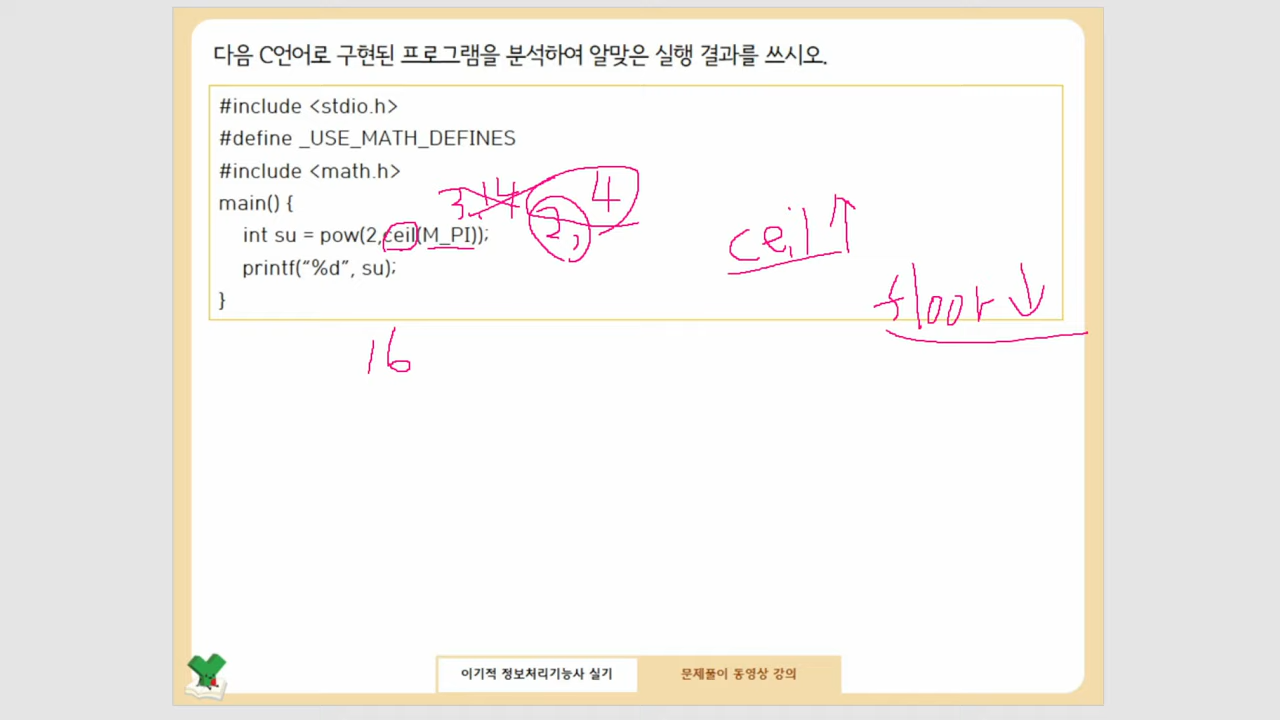 다음 C언어로 구현된 프로그램을 분석하여 알맞은 실행 결과를 쓰시오.
#include <stdio.h>
#define _USE_MATH_DEFINES
#include <math.h>
main() {
3.14 4
int su = pow(2,ceil(M_PI));
2,
ceil↑
printf("%d", su);
floor↓
}
16
이기적 정보처리기능사 실기
문제풀이 동영상 강의